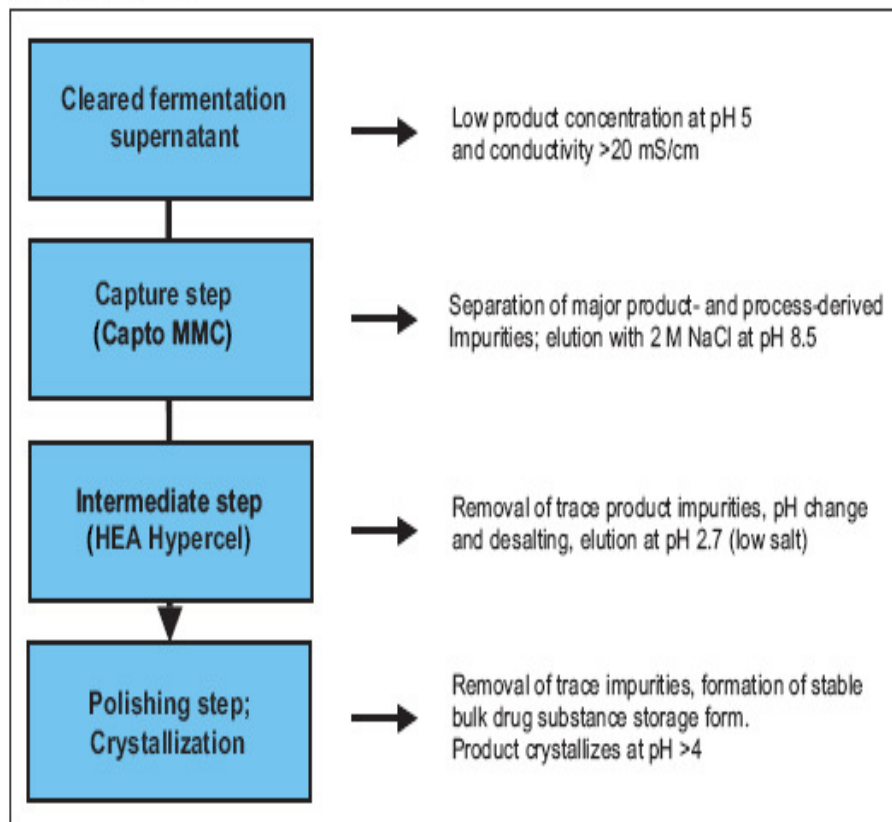 Cleared fermentation
supernatant
Low product concentration at pH 5
and conductivity >20 mS/cm
Capture step
(Capto MMC)
Separation of major product- and process-derived
Impurities; elution with 2 M NaCl at pH 8.5
Intermediate step
(HEA Hypercel)
Removal of trace product impurities, pH change
and desalting, elution at pH 2.7 (low salt)
Polishing step;
Crystallization
Removal of trace impurities, formation of stable
bulk drug substance storage form.
Product crystallizes at pH >4